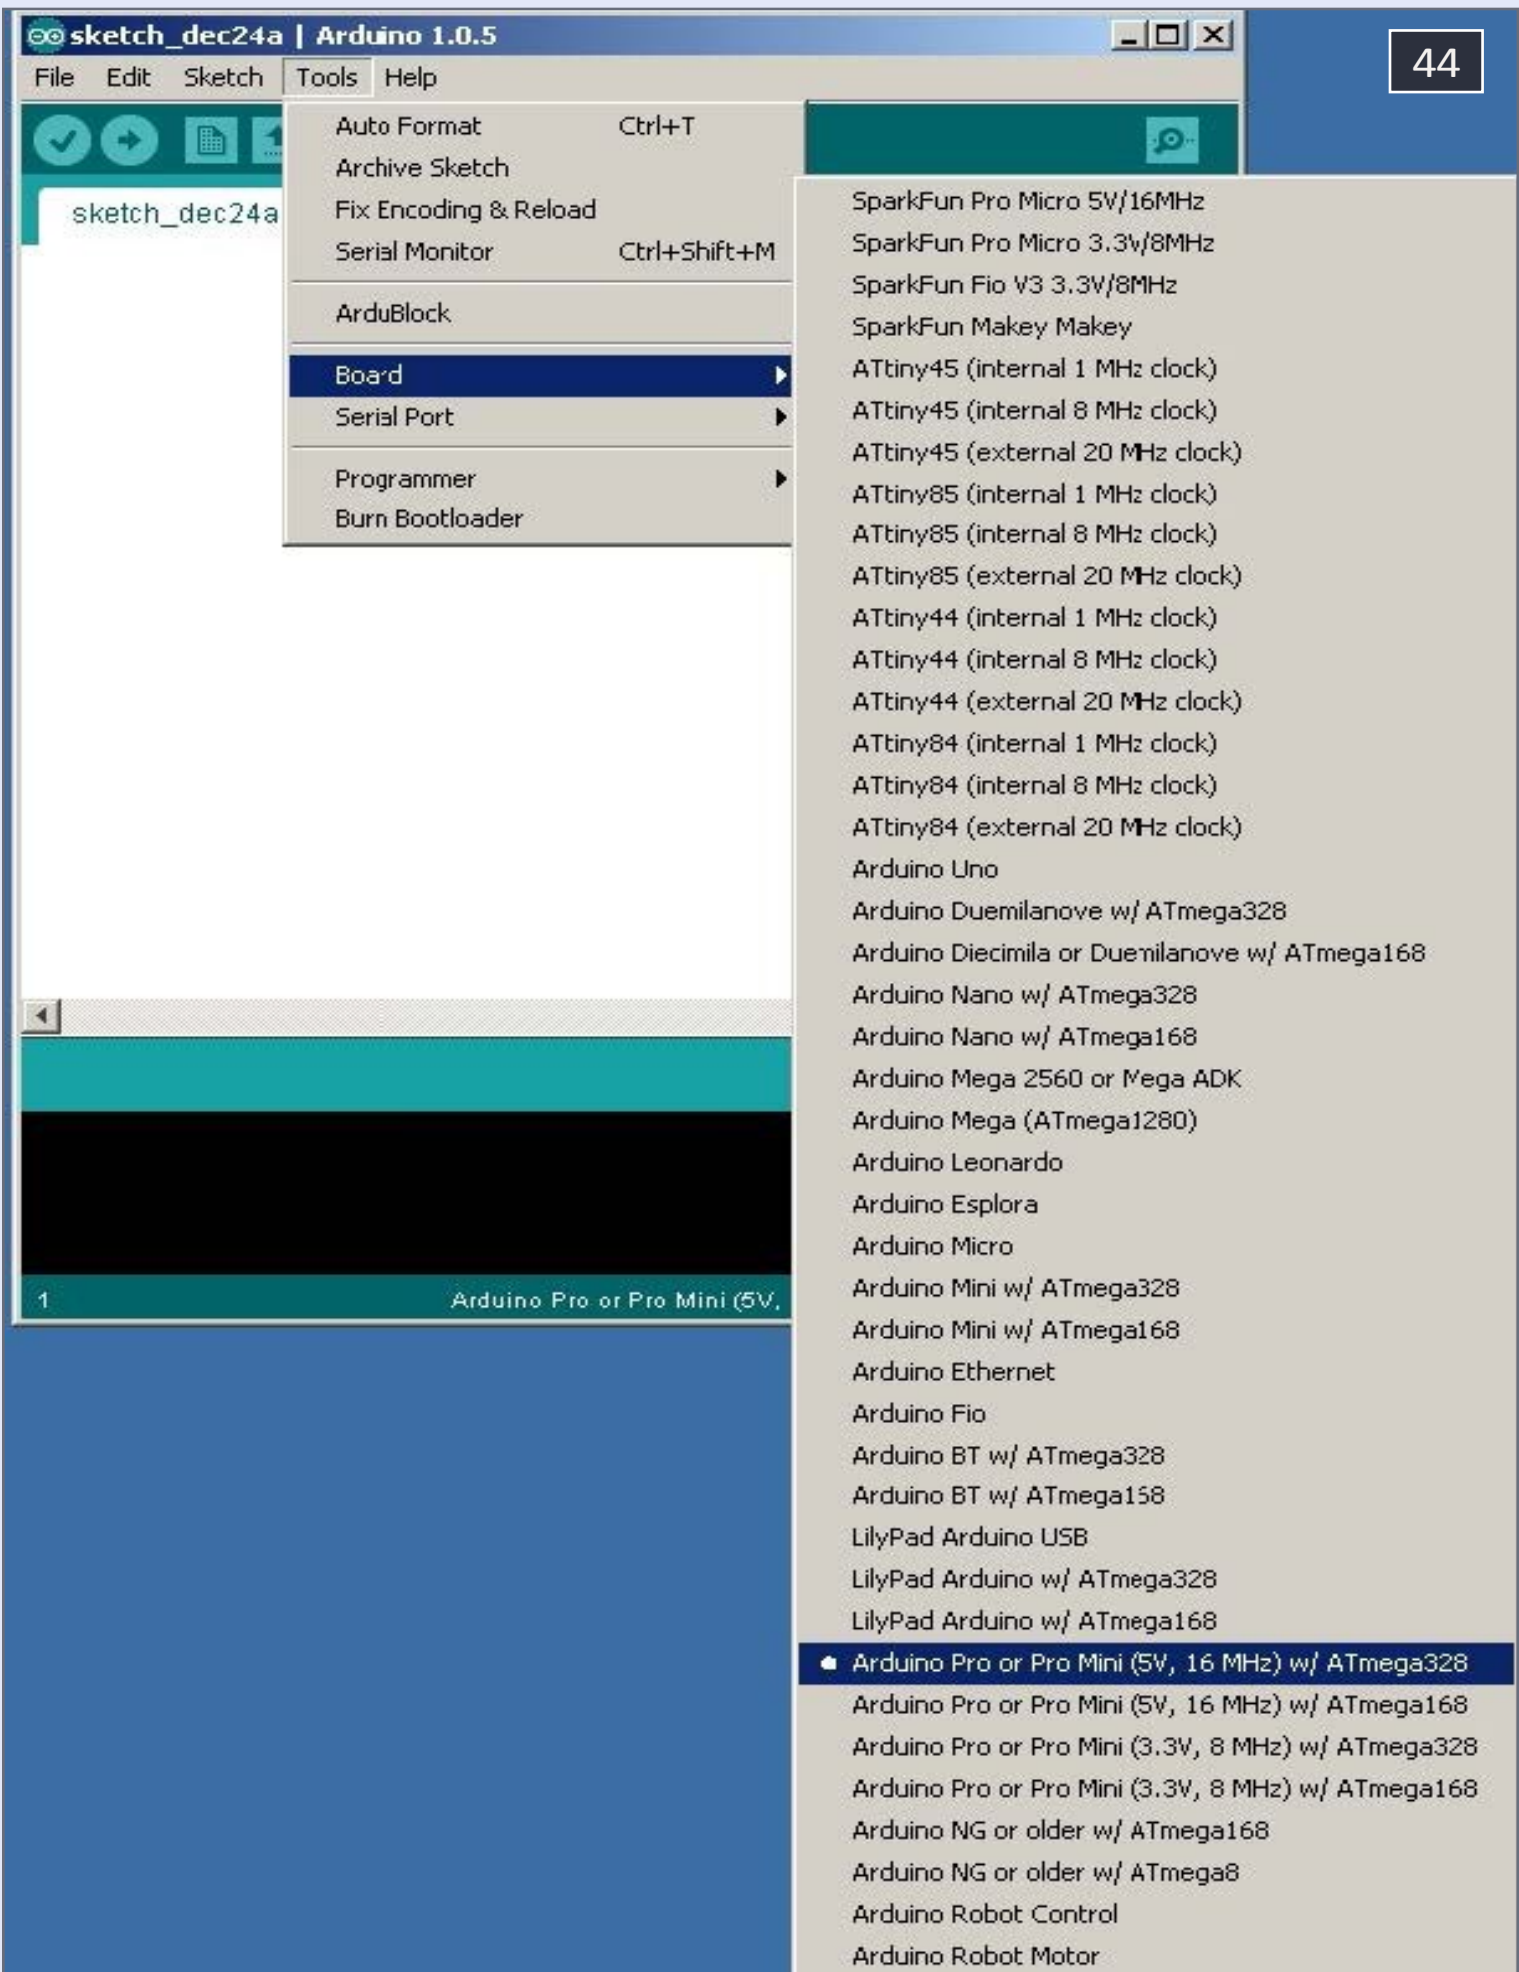 sketch_dec24a | Arduino 1.0.5
44
File Edit Sketch Tools Help
Auto Format Ctrl+T
Archive Sketch
Fix Encoding & Reload
Serial Monitor Ctrl+Shift+M
ArduBlock
Board
Serial Port
Programmer
Burn Bootloader
sketch_dec24a
SparkFun Pro Micro 5V/16MHz
SparkFun Pro Micro 3.3V/8MHz
SparkFun Fio V3 3.3V/8MHz
SparkFun Makey Makey
ATtiny45 (internal 1 MHz clock)
ATtiny45 (internal 8 MHz clock)
ATtiny45 (external 20 MHz clock)
ATtiny85 (internal 1 MHz clock)
ATtiny85 (internal 8 MHz clock)
ATtiny85 (external 20 MHz clock)
ATtiny44 (internal 1 MHz clock)
ATtiny44 (internal 8 MHz clock)
ATtiny44 (external 20 MHz clock)
ATtiny84 (internal 1 MHz clock)
ATtiny84 (internal 8 MHz clock)
ATtiny84 (external 20 MHz clock)
Arduino Uno
Arduino Duemilanove w/ ATmega328
Arduino Diecimila or Duemilanove w/ ATmega168
Arduino Nano w/ ATmega328
Arduino Nano w/ ATmega168
Arduino Mega 2560 or Mega ADK
Arduino Mega (ATmega1280)
Arduino Leonardo
Arduino Esplora
Arduino Micro
Arduino Mini w/ ATmega328
Arduino Mini w/ ATmega168
Arduino Ethernet
Arduino Fio
Arduino BT w/ ATmega328
Arduino BT w/ ATmega168
LilyPad Arduino USB
LilyPad Arduino w/ ATmega328
LilyPad Arduino w/ ATmega168
Arduino Pro or Pro Mini (5V, 16 MHz) w/ ATmega328
Arduino Pro or Pro Mini (5V, 16 MHz) w/ ATmega168
Arduino Pro or Pro Mini (3.3V, 8 MHz) w/ ATmega328
Arduino Pro or Pro Mini (3.3V, 8 MHz) w/ ATmega168
Arduino NG or older w/ ATmega168
Arduino NG or older w/ ATmega8
Arduino Robot Control
Arduino Robot Motor
1 Arduino Pro or Pro Mini (5V,